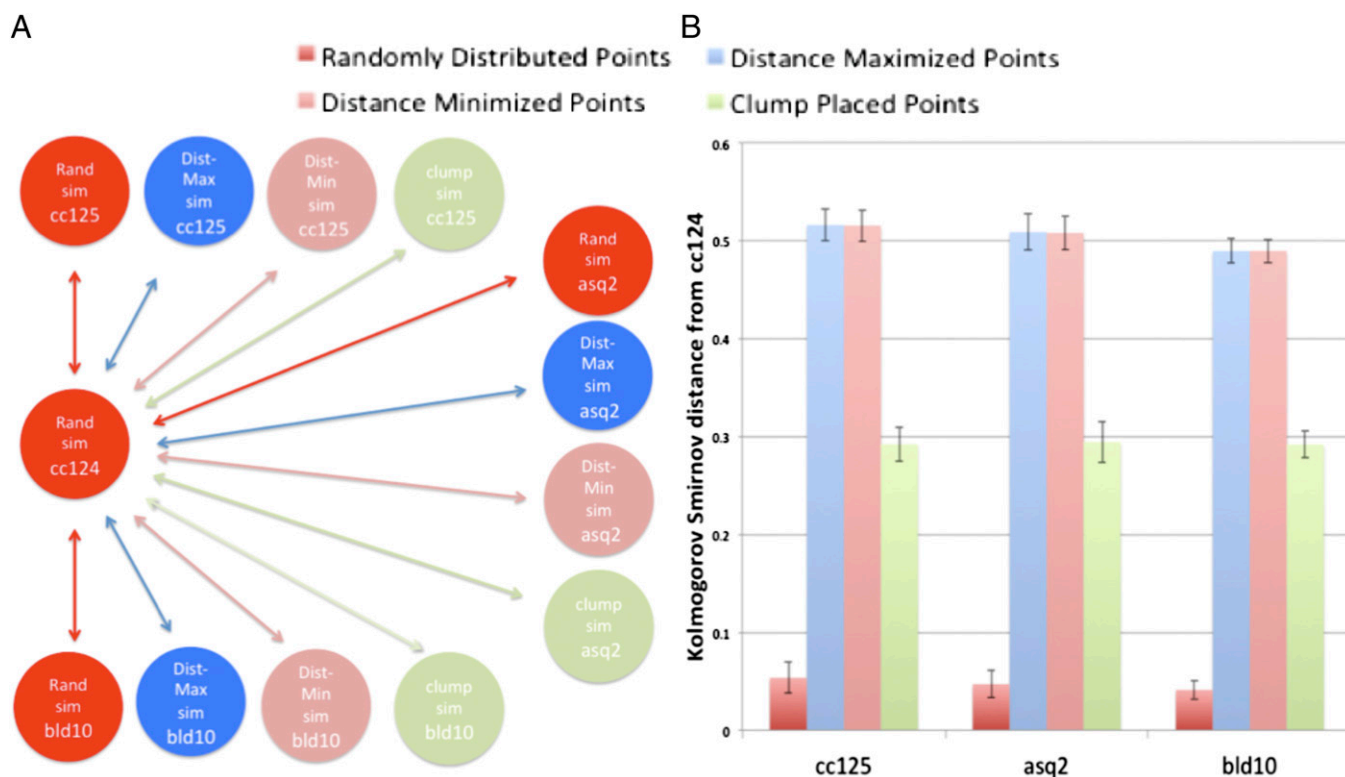 A
B
Randomly Distributed Points
Distance Maximized Points
Distance Minimized Points
Clump Placed Points
Rand
sim
cc125
Dist-
Max
sim
cc125
Dist-
Min
sim
cc125
clump
sim
cc125
Rand
sim
asq2
Dist-
Max
sim
asq2
Rand
sim
cc124
Dist-
Min
sim
asq2
clump
sim
asq2
Rand
sim
bld10
Dist-
Max
sim
bld10
Dist-
Min
sim
bld10
clump
sim
bld10
Kolmogorov Smirnov distance from cc124
0.6
0.5
0.4
0.3
0.2
0.1
0
cc125
asq2
bld10